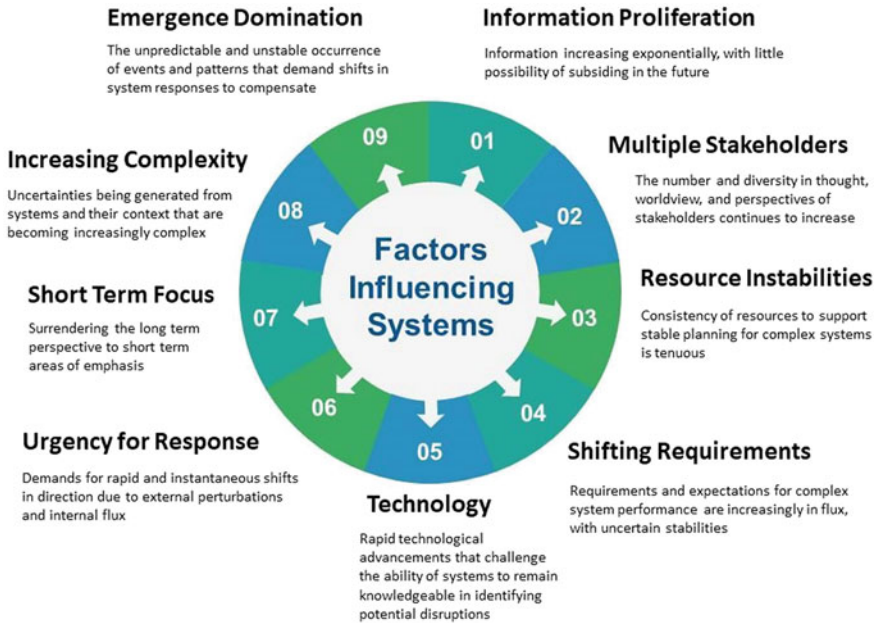 Emergence Domination
The unpredictable and unstable occurrence
of events and patterns that demand shifts in
system responses to compensate
Information Proliferation
Information increasing exponentially, with little
possibility of subsiding in the future
Increasing Complexity
Uncertainties being generated from
systems and their context that are
becoming increasingly complex
Multiple Stakeholders
The number and diversity in thought,
worldview, and perspectives of
stakeholders continues to increase
Short Term Focus
Surrendering the long term
perspective to short term
areas of emphasis
Resource Instabilities
Consistency of resources to support
stable planning for complex systems
is tenuous
Urgency for Response
Demands for rapid and instantaneous shifts
in direction due to external perturbations
and internal flux
Shifting Requirements
Requirements and expectations for complex
system performance are increasingly in flux,
with uncertain stabilities
Technology
Rapid technological
advancements that challenge
the ability of systems to remain
knowledgeable in identifying
potential disruptions
Factors
Influencing
Systems
01
02
03
04
05
06
07
08
09